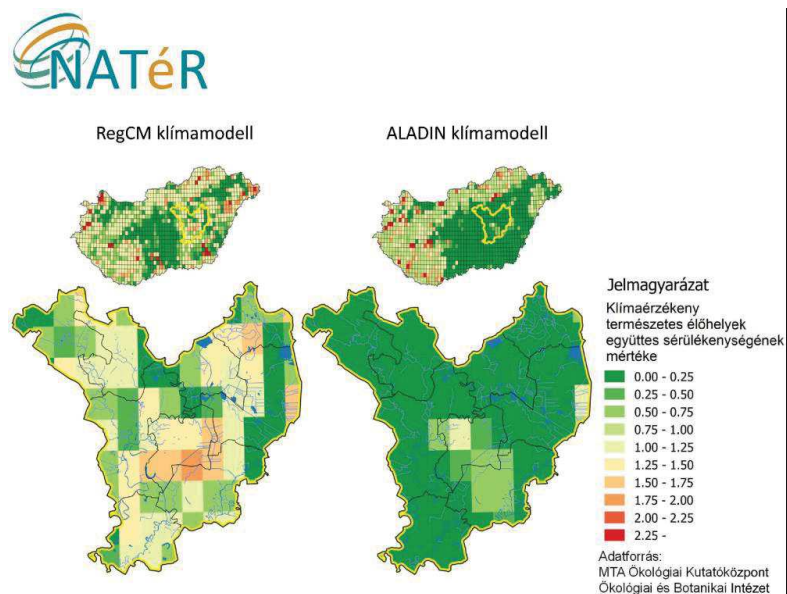 NATéR
RegCM klímamodell
ALADIN klímamodell
Jelmagyarázat
Klímaérzékeny
természetes élőhelyek
együttes sérülékenységének
mértéke
0.00 - 0.25
0.25 - 0.50
0.50 - 0.75
0.75 - 1.00
1.00 - 1.25
1.25 - 1.50
1.50 - 1.75
1.75 - 2.00
2.00 - 2.25
2.25 -
Adatforrás:
MTA Ökológiai Kutatóközpont
Ökológiai és Botanikai Intézet